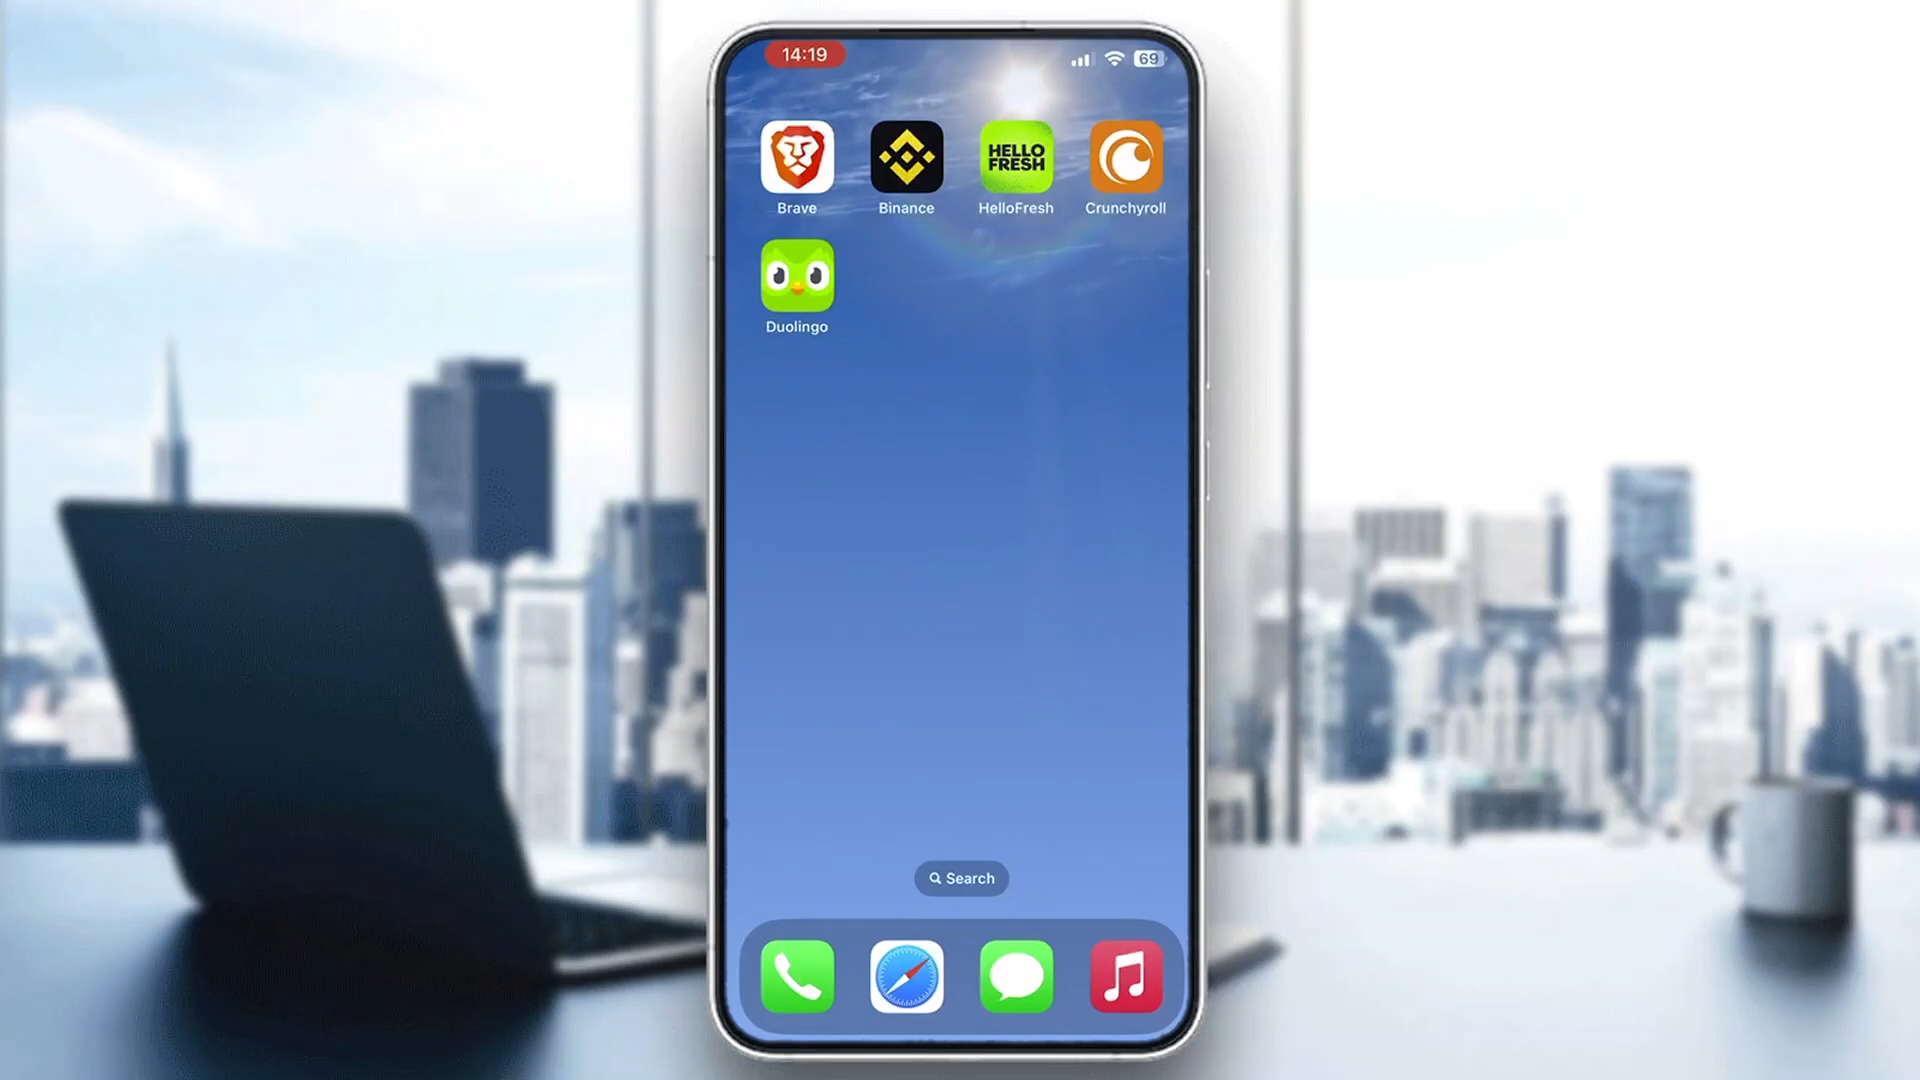 14:19
69
HELLO
FRESH
Brave
Binance
HelloFresh
Crunchyroll
Duolingo
Search